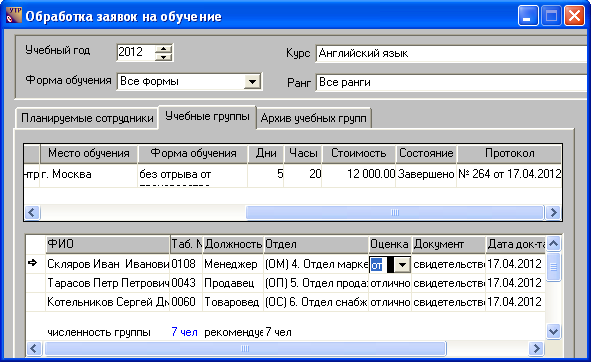 Обработка заявок на обучение
Учебный год 2012 Курс Английский язык
Форма обучения Все формы Ранг Все ранги
Планируемые сотрудники Учебные группы Архив учебных групп
Место обучения Форма обучения Дни Часы Стоимость Состояние Протокол
нтр г. Москва без отрыва от 5 20 12 000.00 Завершено № 264 от 17.04.2012
ФИО Таб. Должность Отдел Оценка Документ Дата док-та
Скляров Иван Иванови 0108 Менеджер (ОМ) 4. Отдел марке от свидетельство 17.04.2012
Тарасов Петр Петрович 0043 Продавец (ОП) 5. Отдел прода отлично свидетельство 17.04.2012
Котельников Сергей Дм 0060 Товаровед (ОС) 6. Отдел снабж отлично свидетельство 17.04.2012
численность группы 7 чел рекомендуе 7 чел